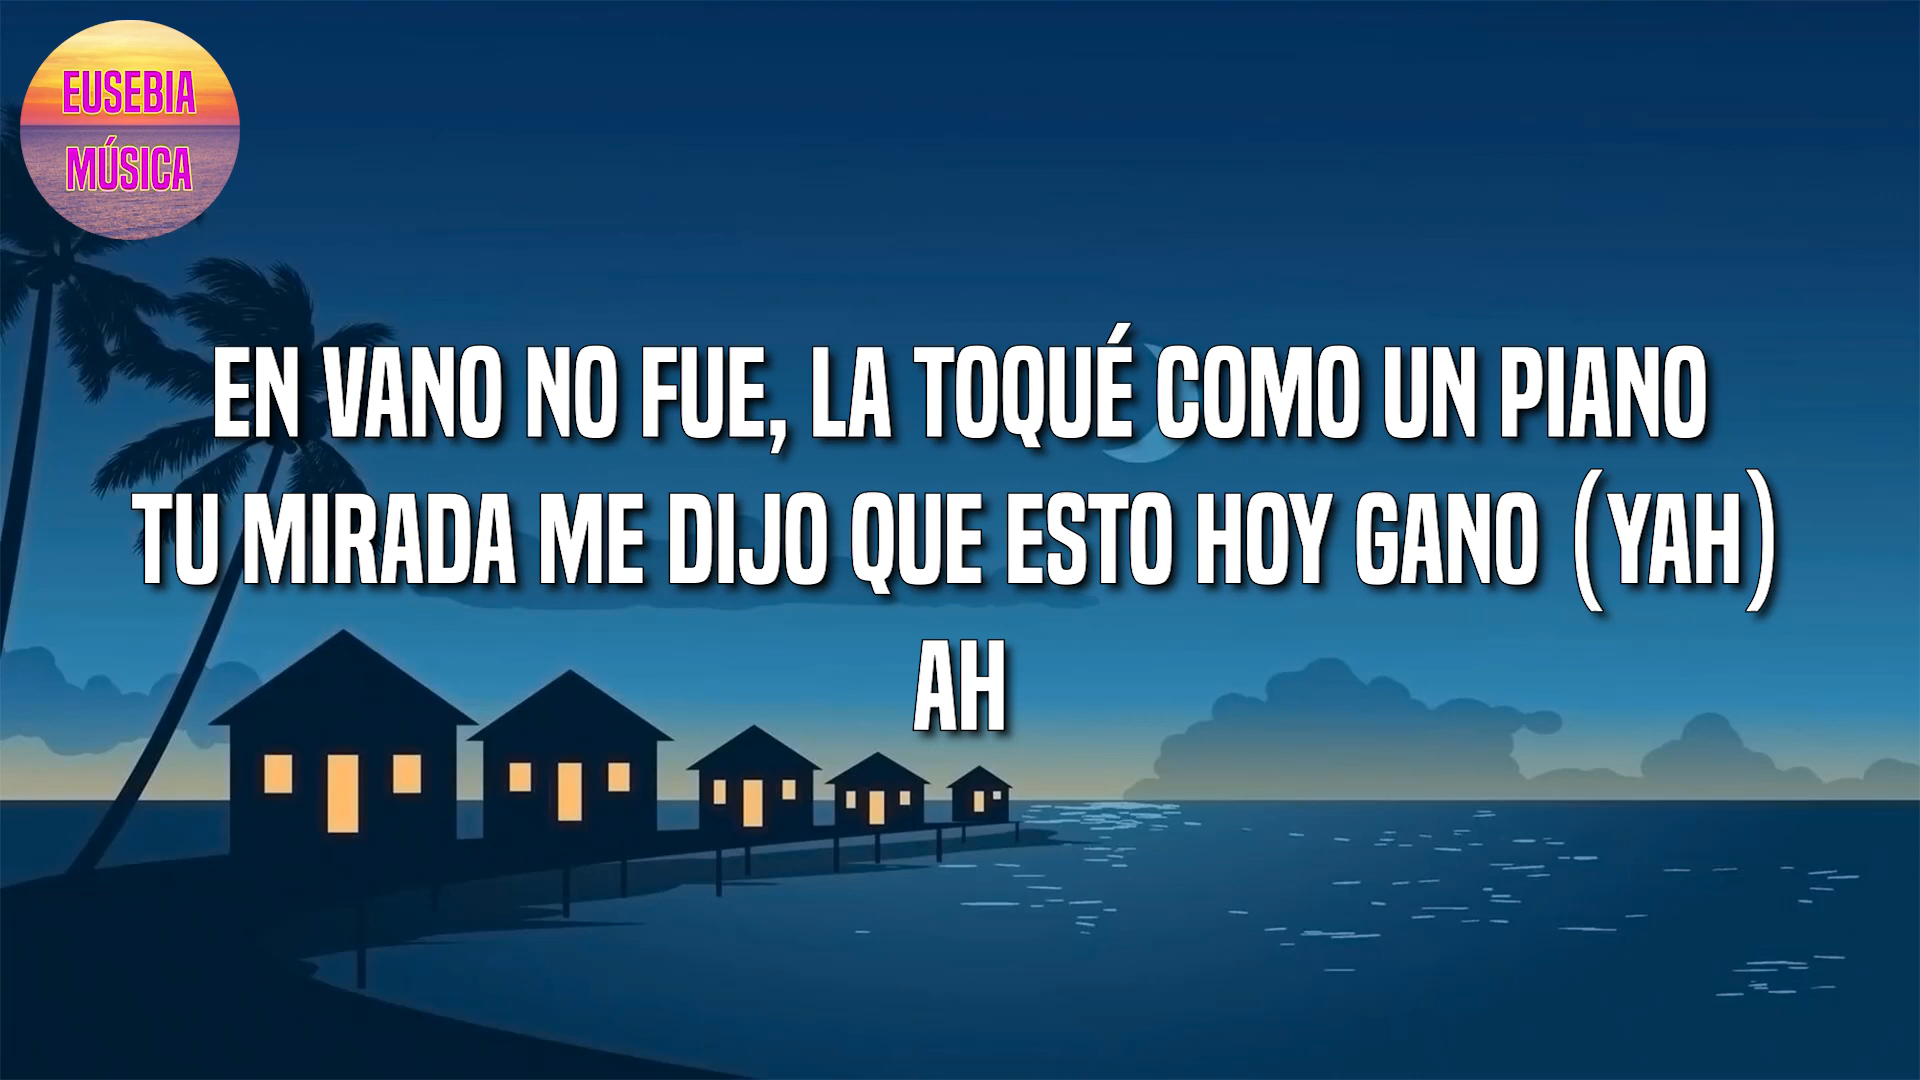 EUSEBIA
MÚSICA
EN VANO NO FUE, LA TOQUÉ COMO UN PIANO
TU MIRADA ME DIJO QUE ESTO HOY GANO (YAH)
AH